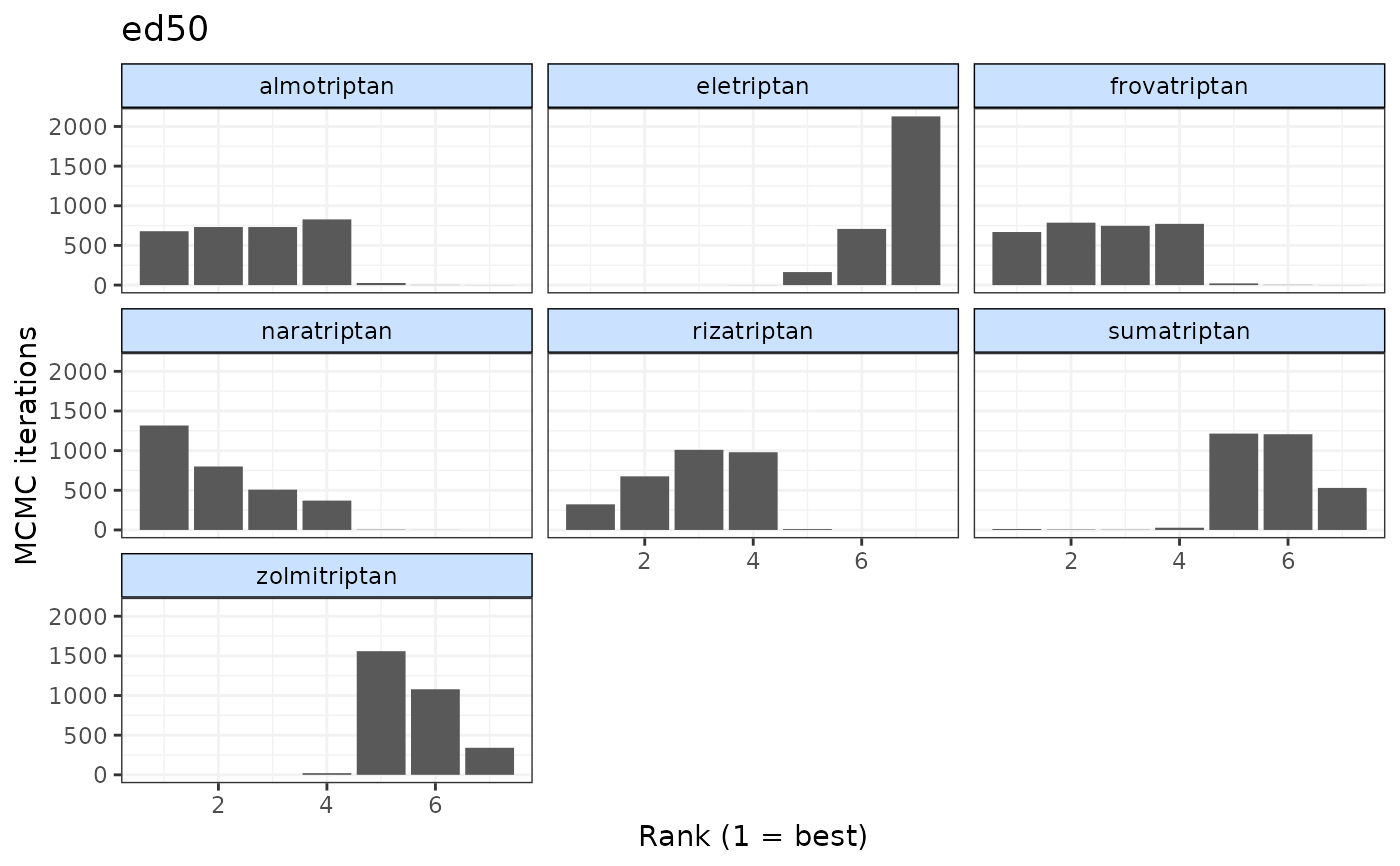 ed50
almotriptan eletriptan frovatriptan
2000
1500
1000
500
0
naratriptan rizatriptan sumatriptan
2000
1500
1000
500
0
2 4 6 2 4 6
zolmitriptan
2000
1500
1000
500
0
2 4 6
MCMC iterations
Rank (1 = best)